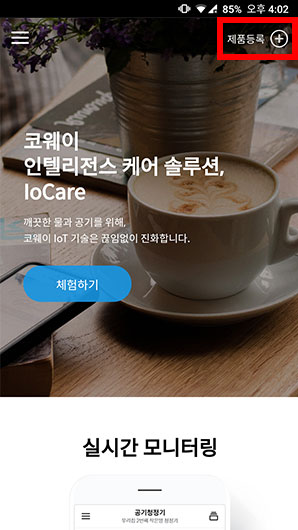 85% 오후 4:02
제품등록
코웨이
인텔리전스 케어 솔루션,
IoCare
깨끗한 물과 공기를 위해,
코웨이 IoT 기술은 끊임없이 진화합니다.
체험하기
실시간 모니터링
공기청정기